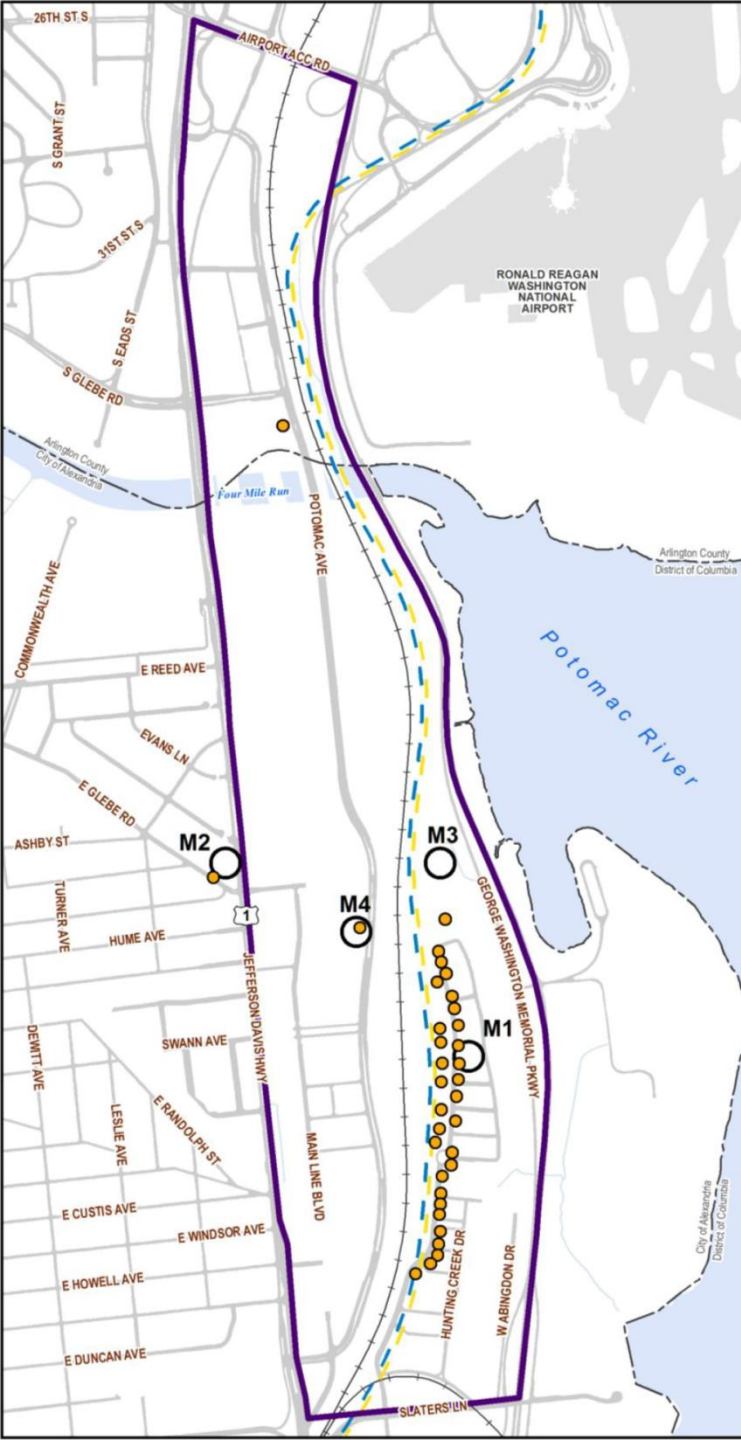 26TH ST S
AIRPORT ACC RD
S GRANT ST
31ST ST S
RONALD REAGAN
WASHINGTON
NATIONAL
AIRPORT
S EADS ST
S GLEBE RD
Arlington County
City of Alexandria
Four Mile Run
POTOMAC AVE
Arlington County
District of Columbia
COMMONWEALTH AVE
E REED AVE
Potomac River
EVANS LN
E GLEBE RD
ASHBY ST
M2
M3
TURNER AVE
M4
GEORGE WASHINGTON MEMORIAL PKWY
1
HUME AVE
JEFFERSON DAVIS HWY
M1
DEWITT AVE
SWANN AVE
LESLIE AVE
E RANDOLPH ST
MAIN LINE BLVD
E CUSTIS AVE
E WINDSOR AVE
City of Alexandria
District of Columbia
HUNTING CREEK DR
W ABINGDON DR
E HOWELL AVE
E DUNCAN AVE
SLATERS LN